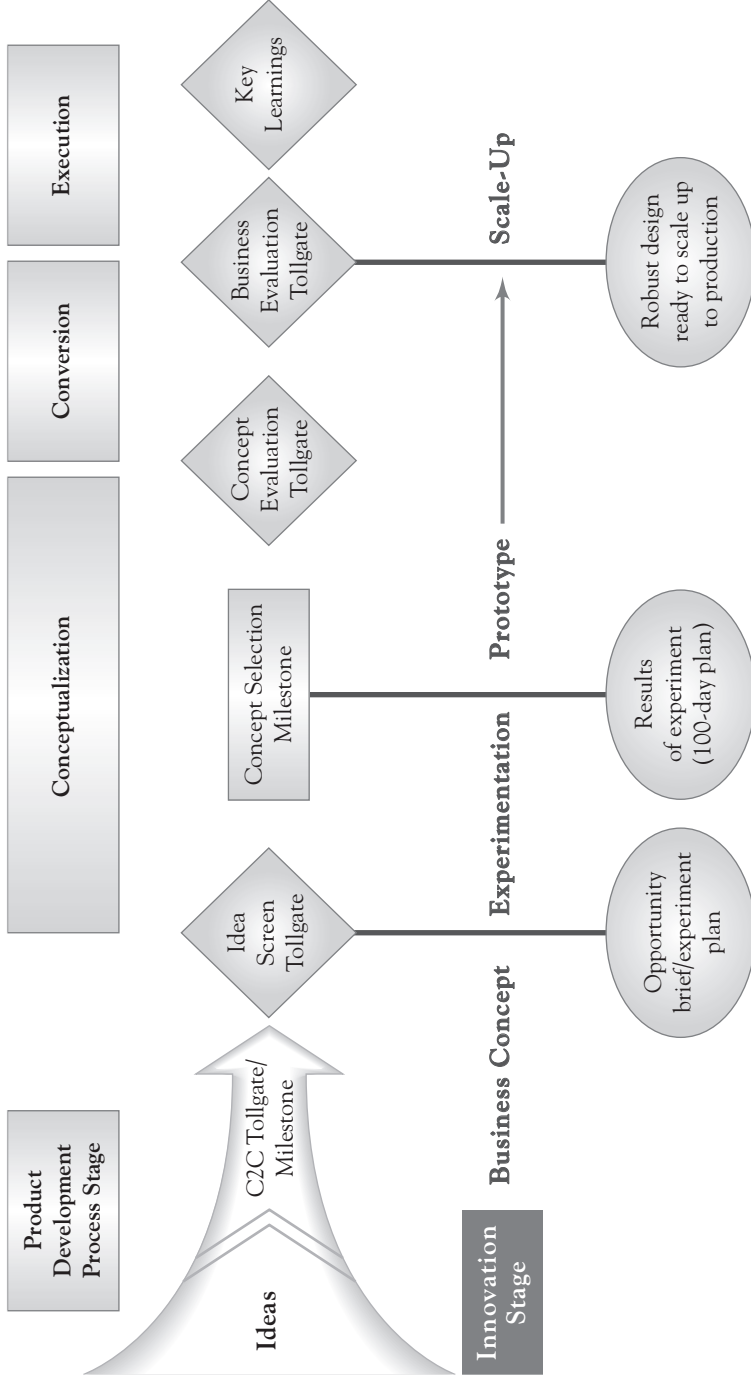 Product
Development
Process Stage
Conceptualization
Conversion
Execution
Ideas
C2C Tollgate/
Milestone
Idea
Screen
Tollgate
Concept Selection
Milestone
Concept
Evaluation
Tollgate
Business
Evaluation
Tollgate
Key
Learnings
Innovation
Stage
Business Concept
Experimentation
Prototype
Scale-Up
Opportunity
brief/experiment
plan
Results
of experiment
(100-day plan)
Robust design
ready to scale up
to production